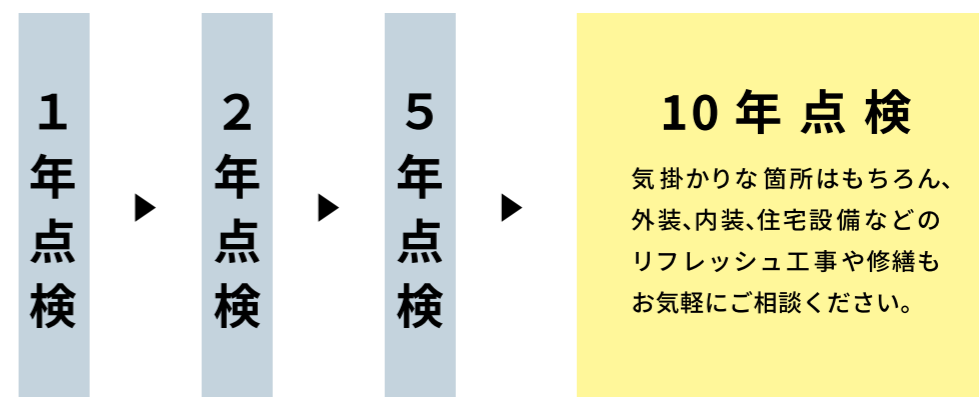 1年点検
2年点検
5年点検
10年点検
気掛かりな箇所はもちろん、
外装、内装、住宅設備などの
リフレッシュ工事や修繕も
お気軽にご相談ください。